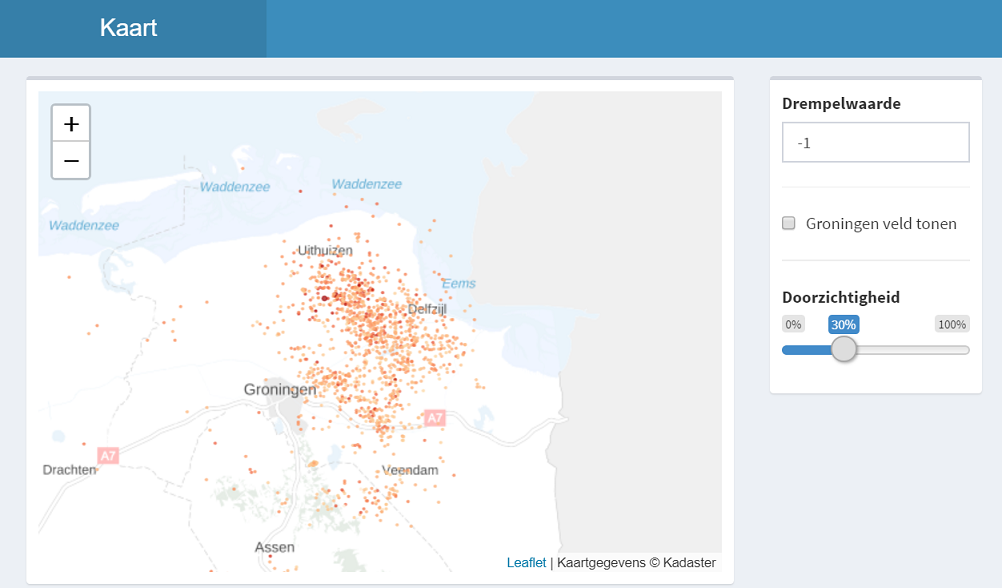 Kaart
+
−
Waddenzee
Waddenzee
Waddenzee
Uithuizen
Eems
Delfzijl
Groningen
A7
A7
Drachten
Veendam
Assen
Leaflet | Kaartgegevens © Kadaster
Drempelwaarde
-1
Groningen veld tonen
Doorzichtigheid
0% 30% 100%